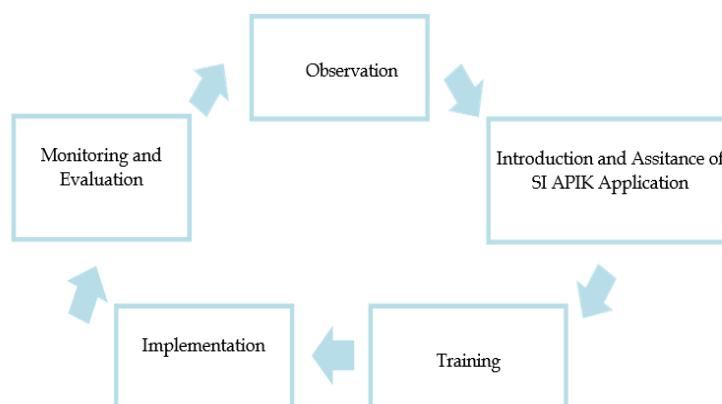 Observation
Introduction and Assitance of
SI APIK Application
Training
Implementation
Monitoring and
Evaluation